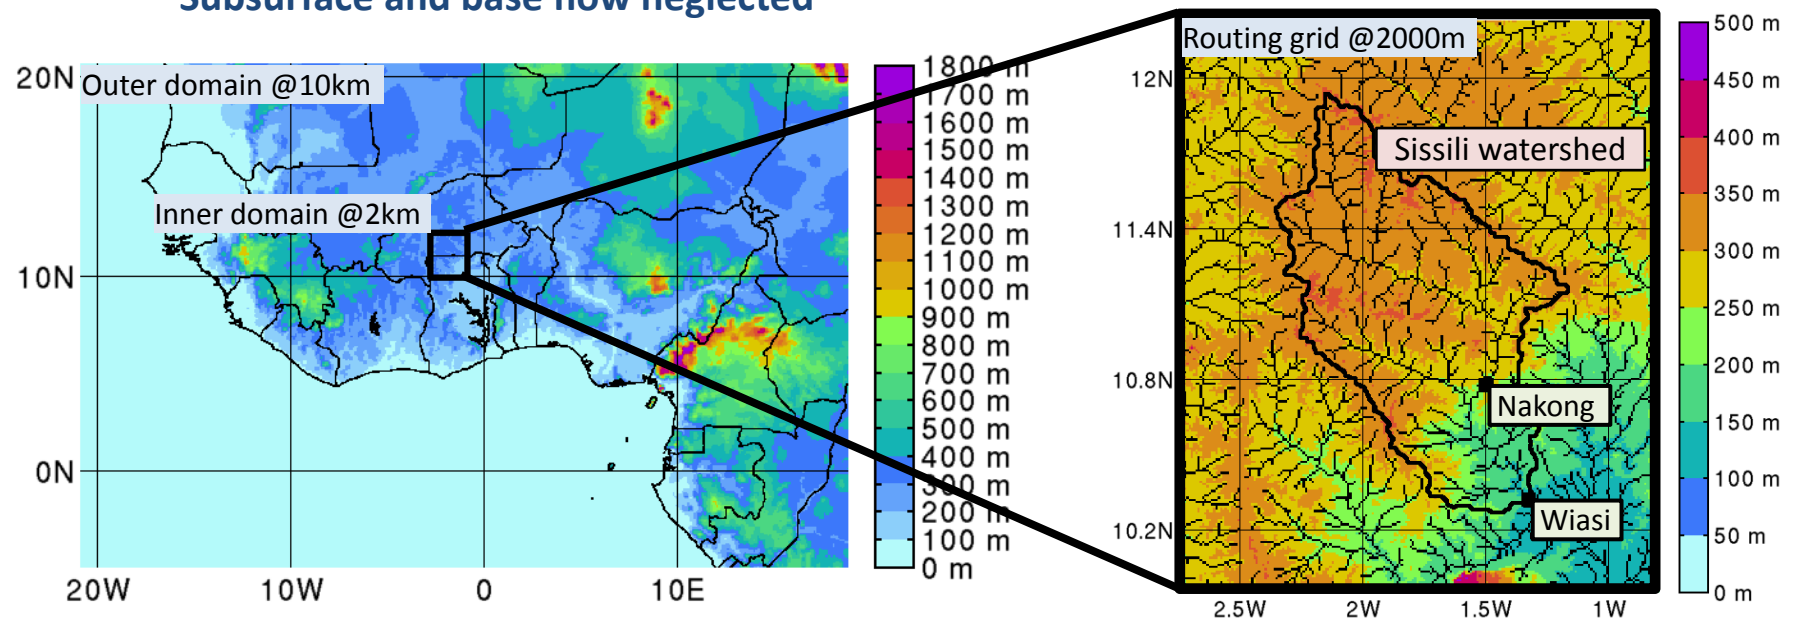 Subsurface and base flow neglected
Outer domain @10km
Inner domain @2km
20N
10N
0N
20W
10W
0
10E
1800 m
1700 m
1600 m
1500 m
1400 m
1300 m
1200 m
1100 m
1000 m
900 m
800 m
700 m
600 m
500 m
400 m
300 m
200 m
100 m
0 m
Routing grid @2000m
Sissili watershed
Nakong
Wiasi
12N
11.4N
10.8N
10.2N
2.5W
2W
1.5W
1W
500 m
450 m
400 m
350 m
300 m
250 m
200 m
150 m
100 m
50 m
0 m